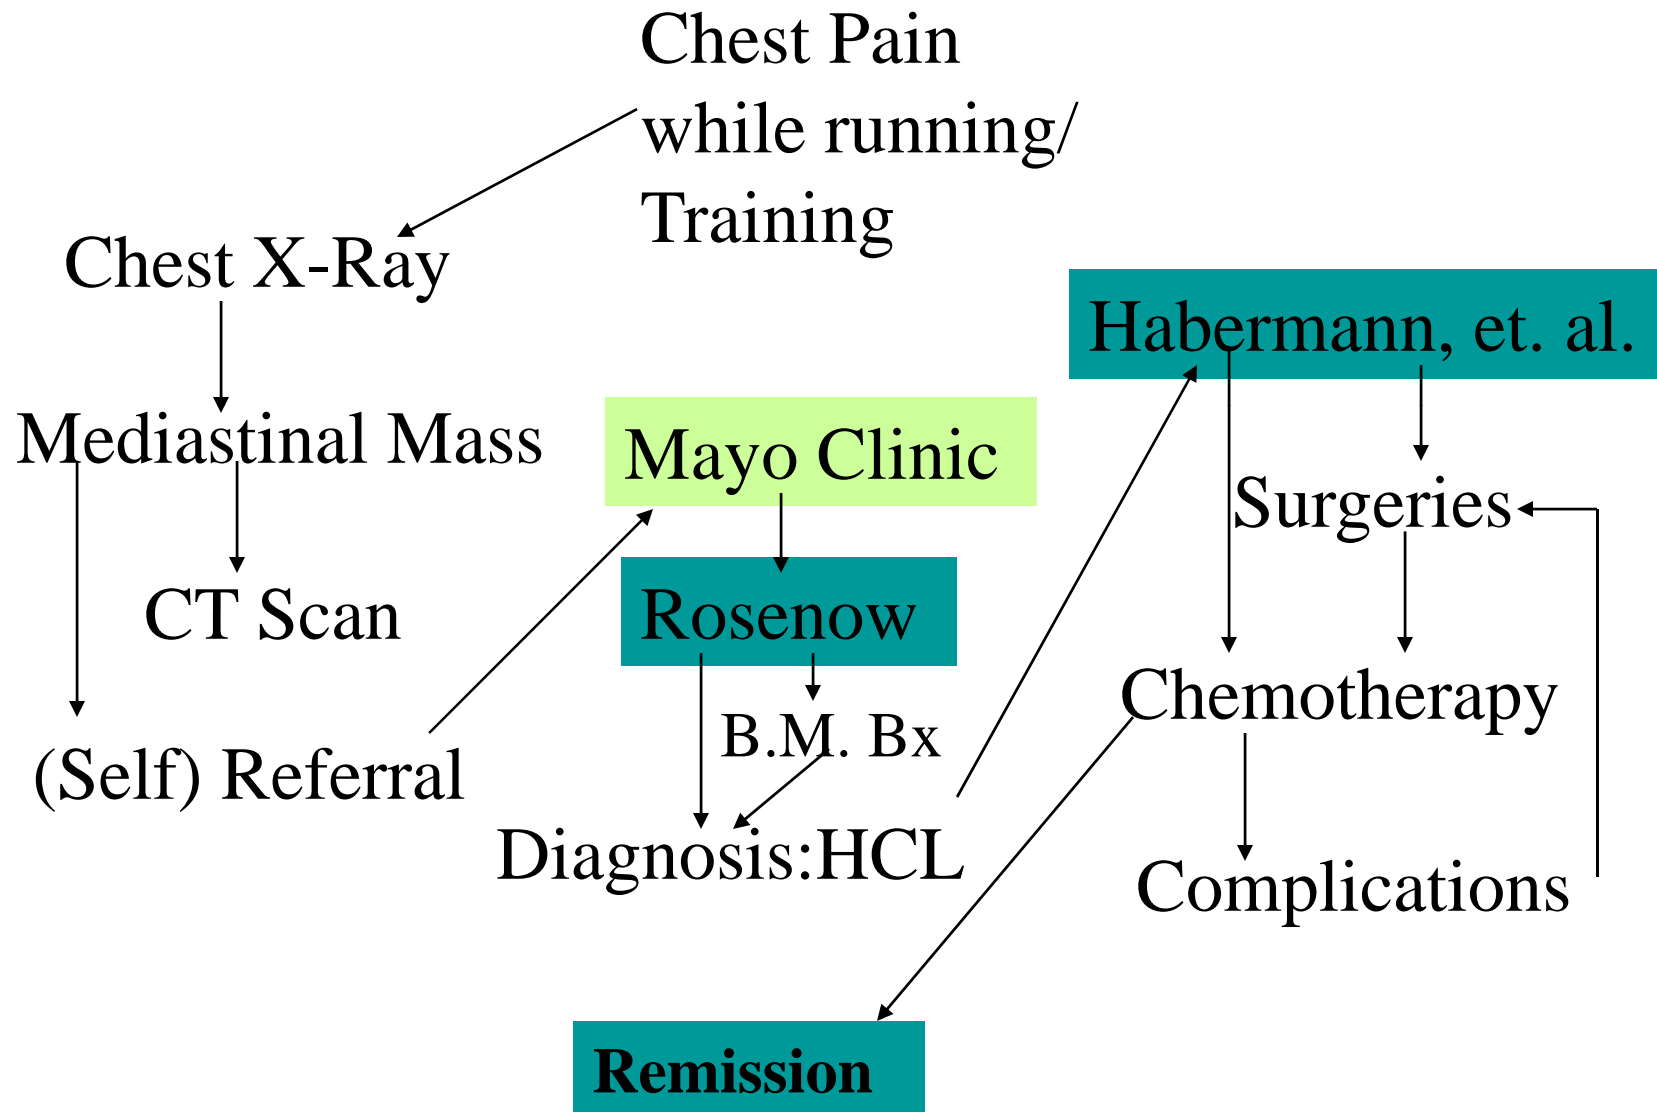 Chest Pain
while running/
Training
Chest X-Ray
Mediastinal Mass
CT Scan
(Self) Referral
Mayo Clinic
Rosenow
B.M. Bx
Diagnosis:HCL
Habermann, et. al.
Surgeries
Chemotherapy
Complications
Remission